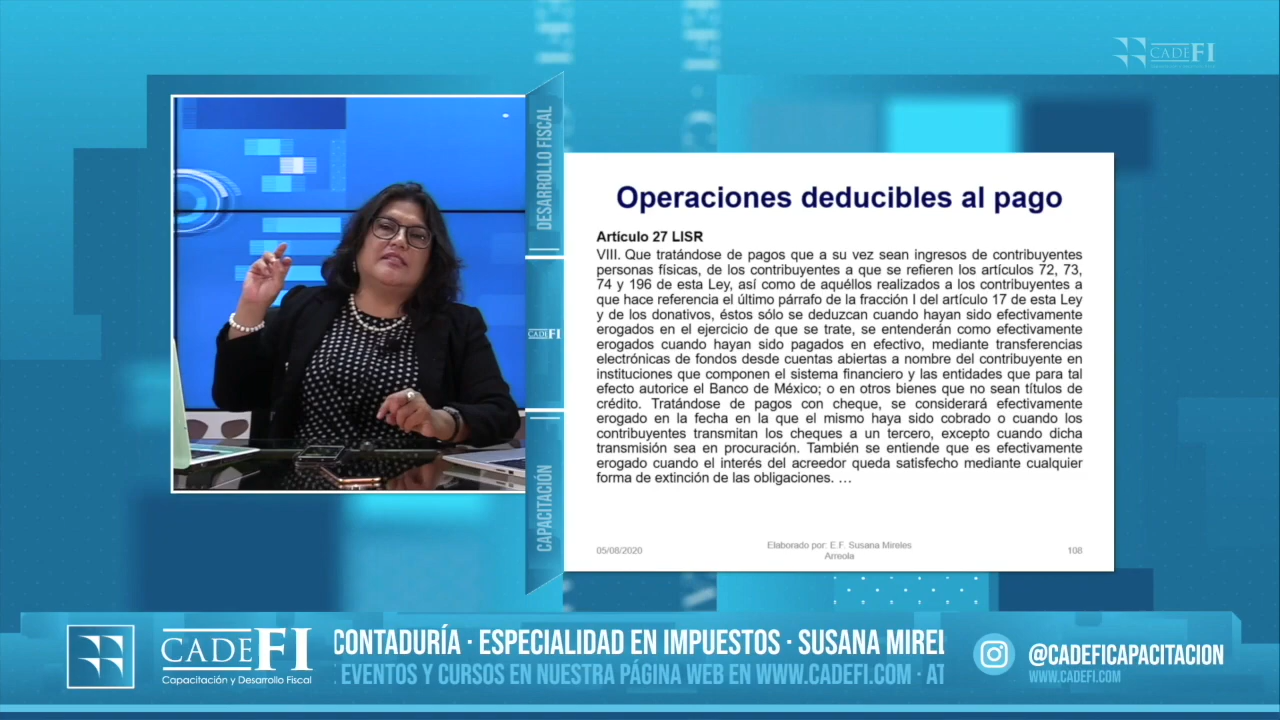 CADEFI
DESARROLLO FISCAL
CADEFI
CAPACITACIÓN
Operaciones deducibles al pago
Artículo 27 LISR
VIII. Que tratándose de pagos que a su vez sean ingresos de contribuyentes
personas físicas, de los contribuyentes a que se refieren los artículos 72, 73,
74 y 196 de esta Ley, así como de aquéllos realizados a los contribuyentes a
que hace referencia el último párrafo de la fracción I del artículo 17 de esta Ley
y de los donativos, éstos sólo se deduzcan cuando hayan sido efectivamente
erogados en el ejercicio de que se trate, se entenderán como efectivamente
erogados cuando hayan sido pagados en efectivo, mediante transferencias
electrónicas de fondos desde cuentas abiertas a nombre del contribuyente en
instituciones que componen el sistema financiero y las entidades que para tal
efecto autorice el Banco de México; o en otros bienes que no sean títulos de
crédito. Tratándose de pagos con cheque, se considerará efectivamente
erogado en la fecha en la que el mismo haya sido cobrado o cuando los
contribuyentes transmitan los cheques a un tercero, excepto cuando dicha
transmisión sea en procuración. También se entiende que es efectivamente
erogado cuando el interés del acreedor queda satisfecho mediante cualquier
forma de extinción de las obligaciones. …
05/08/2020
Elaborado por: E.F. Susana Mireles
Arreola
108
CADEFI
Capacitación y Desarrollo Fiscal
CONTADURÍA · ESPECIALIDAD EN IMPUESTOS · SUSANA MIREL
EVENTOS Y CURSOS EN NUESTRA PÁGINA WEB EN WWW.CADEFI.COM · AT
@CADEFICAPACITACION
WWW.CADEFI.COM